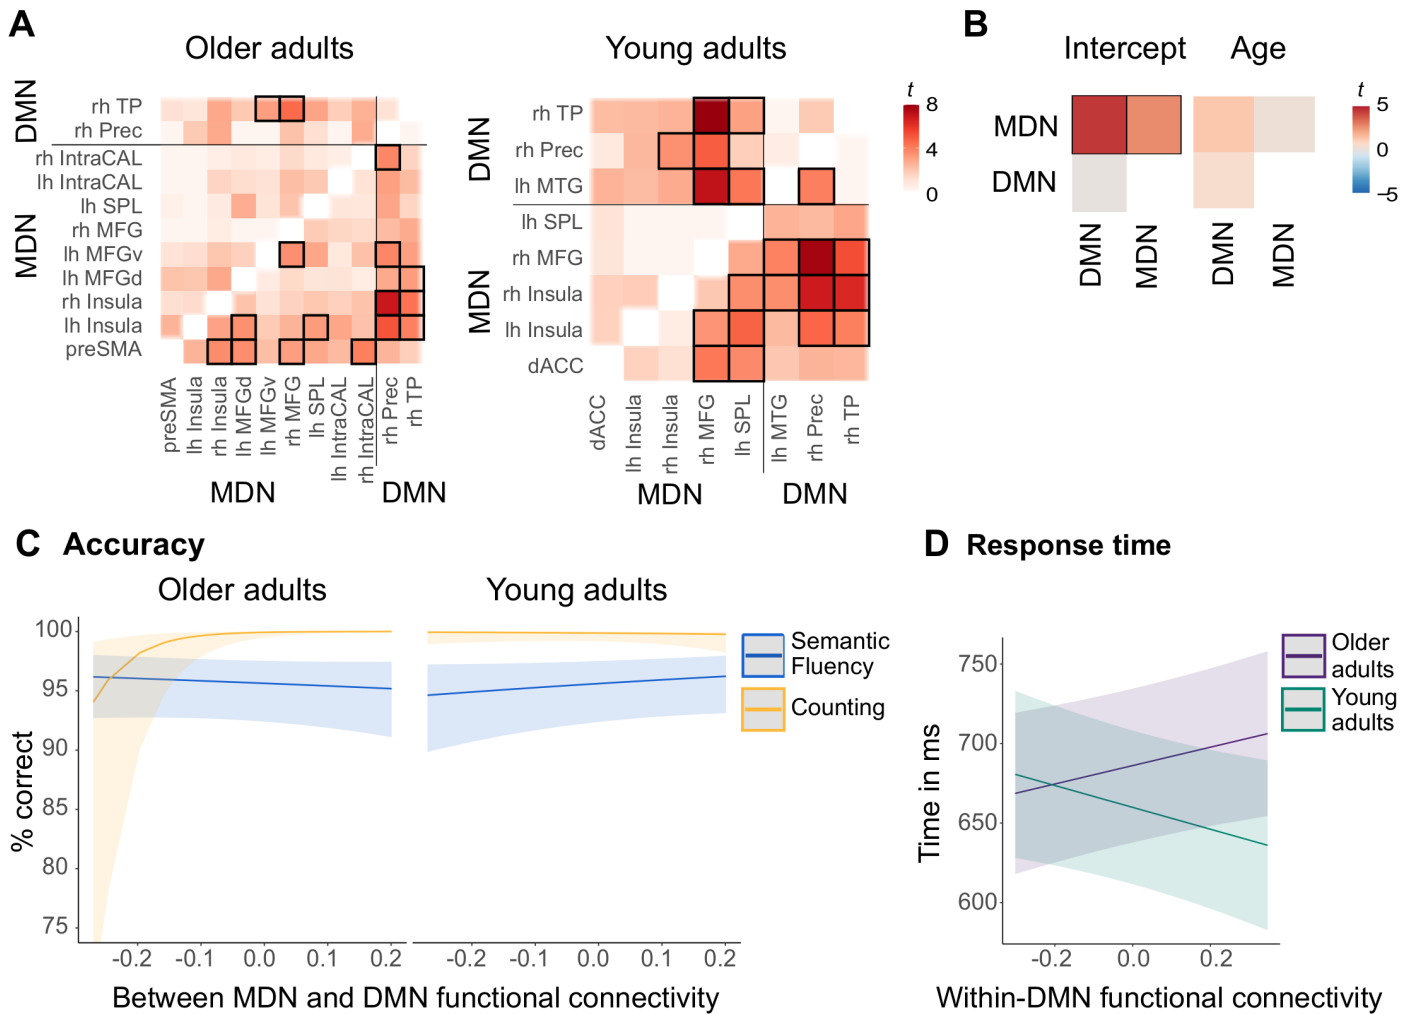 A
Older adults
Young adults
B
Intercept
Age
DMN
rh TP
rh Prec
MDN
rh IntraCAL
lh IntraCAL
lh SPL
rh MFG
lh MFGv
lh MFGd
rh Insula
lh Insula
preSMA
preSMA
lh Insula
rh Insula
lh MFGd
lh MFGv
rh MFG
lh SPL
lh IntraCAL
rh IntraCAL
rh Prec
rh TP
MDN
DMN
DMN
rh TP
rh Prec
lh MTG
MDN
lh SPL
rh MFG
rh Insula
lh Insula
dACC
dACC
lh Insula
rh Insula
rh MFG
lh SPL
lh MTG
rh Prec
rh TP
MDN
DMN
t
8
4
0
MDN
DMN
DMN
MDN
DMN
MDN
t
5
0
−5
C Accuracy
Older adults
Young adults
% correct
100
95
90
85
80
75
-0.2
-0.1
0.0
0.1
0.2
-0.2
-0.1
0.0
0.1
0.2
Between MDN and DMN functional connectivity
Semantic
Fluency
Counting
D Response time
Time in ms
750
700
650
600
-0.2
0.0
0.2
Within-DMN functional connectivity
Older
adults
Young
adults